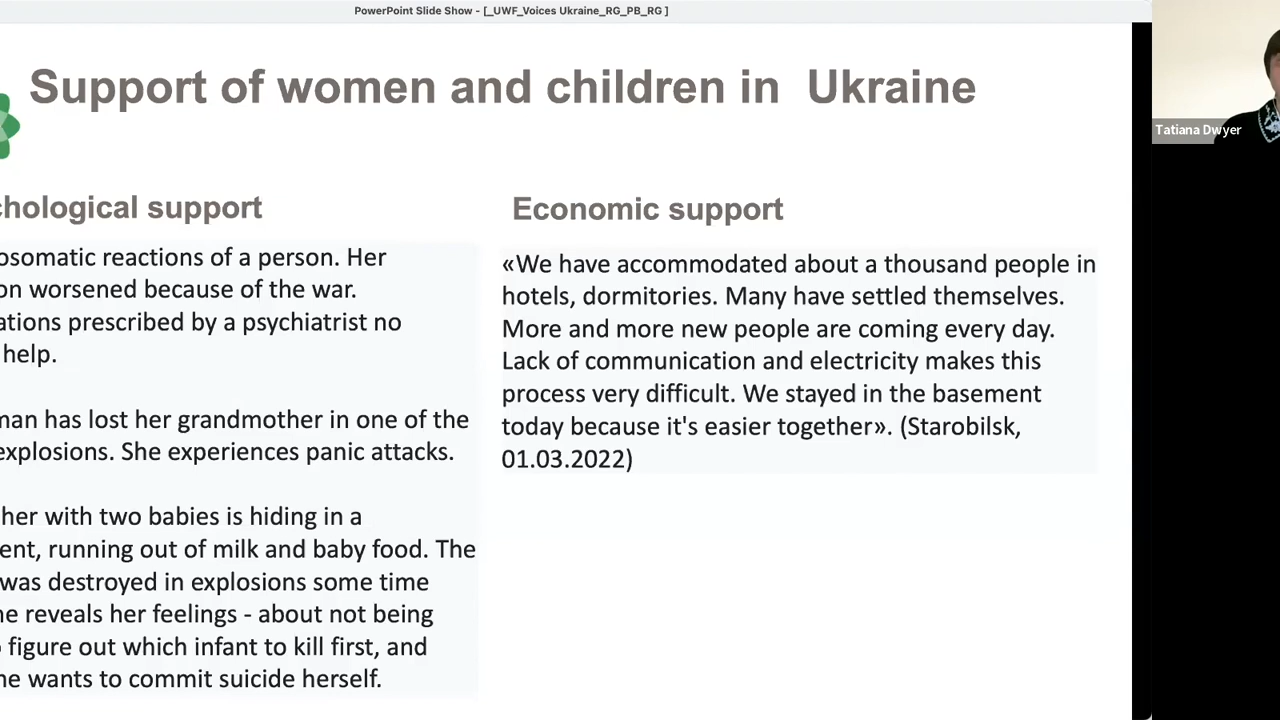 PowerPoint Slide Show - [_UWF_Voices Ukraine_RG_PB_RG ]
Support of women and children in Ukraine
Tatiana Dwyer
chological support
osomatic reactions of a person. Her
on worsened because of the war.
ations prescribed by a psychiatrist no
help.
man has lost her grandmother in one of the
explosions. She experiences panic attacks.
her with two babies is hiding in a
ent, running out of milk and baby food. The
was destroyed in explosions some time
he reveals her feelings - about not being
figure out which infant to kill first, and
he wants to commit suicide herself.
Economic support
«We have accommodated about a thousand people in
hotels, dormitories. Many have settled themselves.
More and more new people are coming every day.
Lack of communication and electricity makes this
process very difficult. We stayed in the basement
today because it's easier together». (Starobilsk,
01.03.2022)